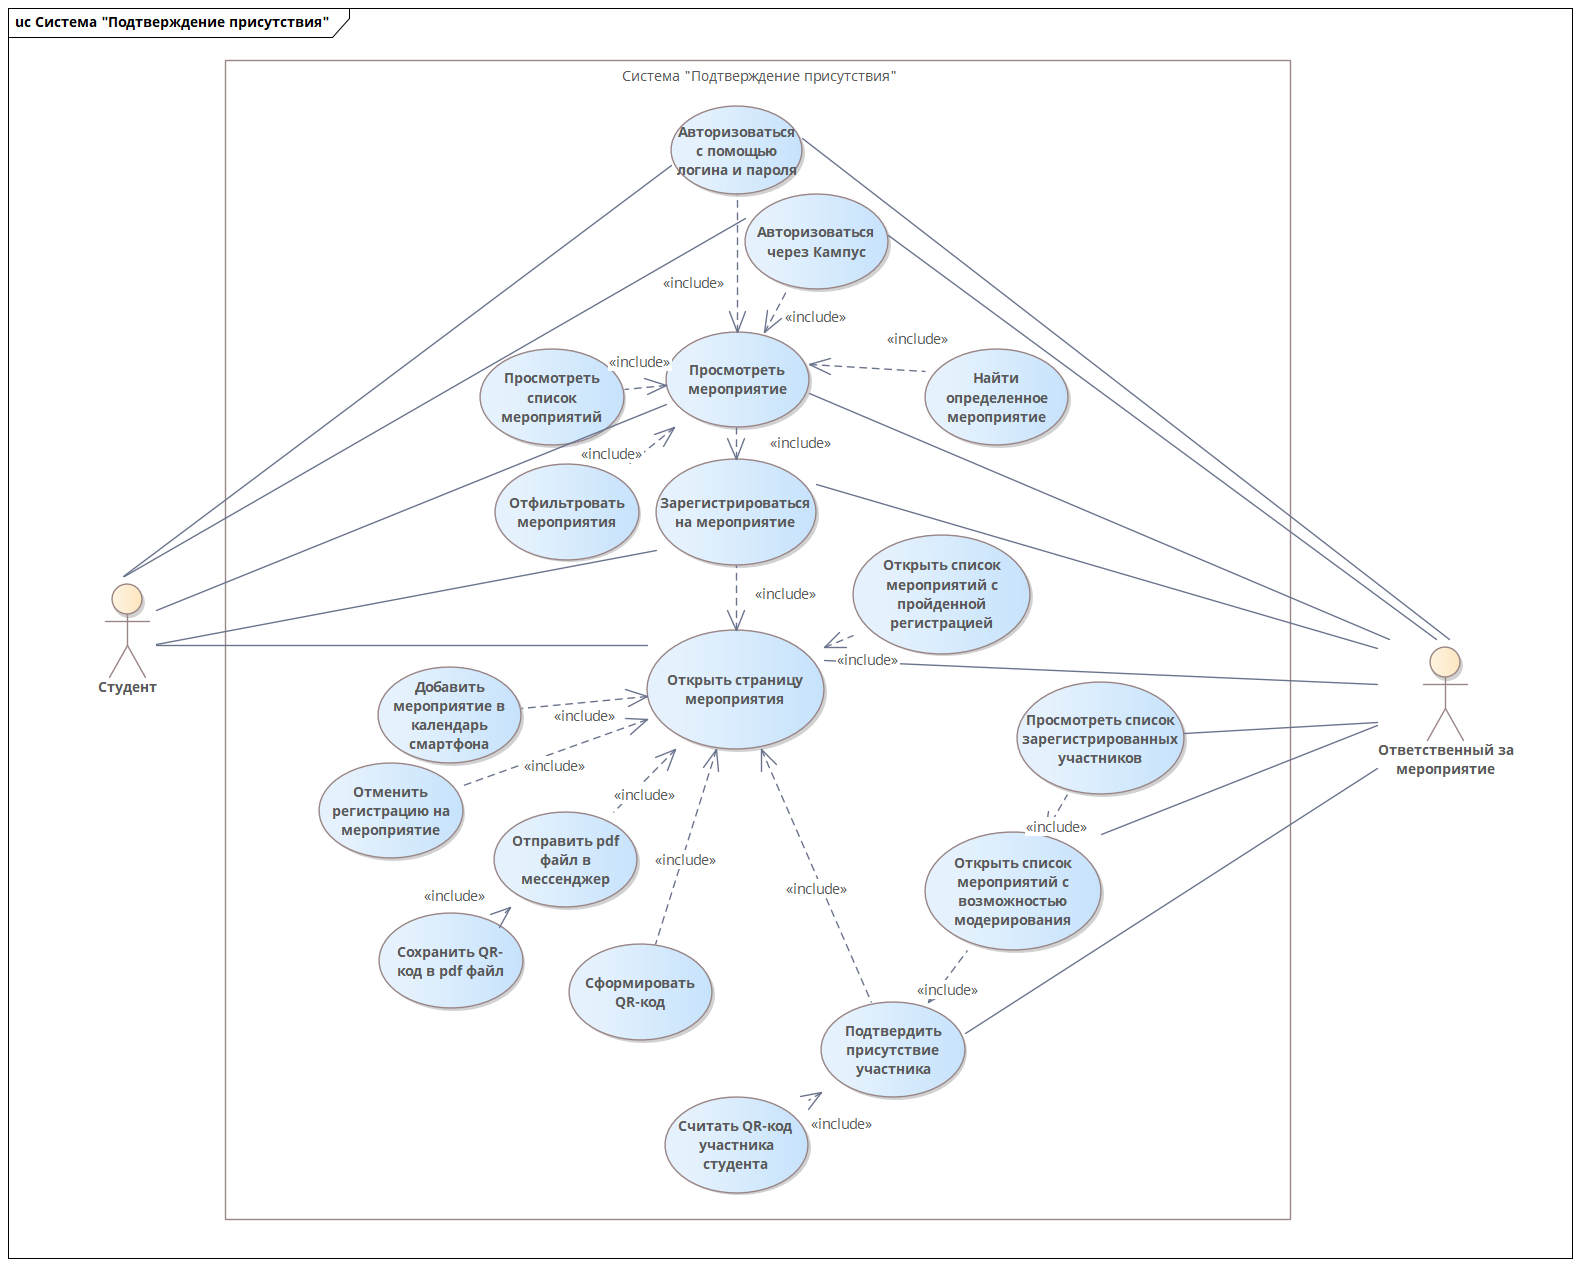 uc Система "Подтверждение присутствия"
Система "Подтверждение присутствия"
Авторизоваться
с помощью
логина и пароля
Авторизоваться
через Кампус
«include»
«include»
«include»
«include»
Просмотреть
мероприятие
Просмотреть
список
мероприятий
Найти
определенное
мероприятие
«include»
«include»
Отфильтровать
мероприятия
Зарегистрироваться
на мероприятие
«include»
Открыть список
мероприятий с
пройденной
регистрацией
«include»
Открыть страницу
мероприятия
Студент
Добавить
мероприятие в
календарь
смартфона
«include»
Просмотреть список
зарегистрированных
участников
Ответственный за
мероприятие
«include»
Отменить
регистрацию на
мероприятие
«include»
«include»
Отправить pdf
файл в
мессенджер
«include»
«include»
Открыть список
мероприятий с
возможностью
модерирования
«include»
Сохранить QR-
код в pdf файл
Сформировать
QR-код
«include»
Подтвердить
присутствие
участника
«include»
Считать QR-код
участника
студента